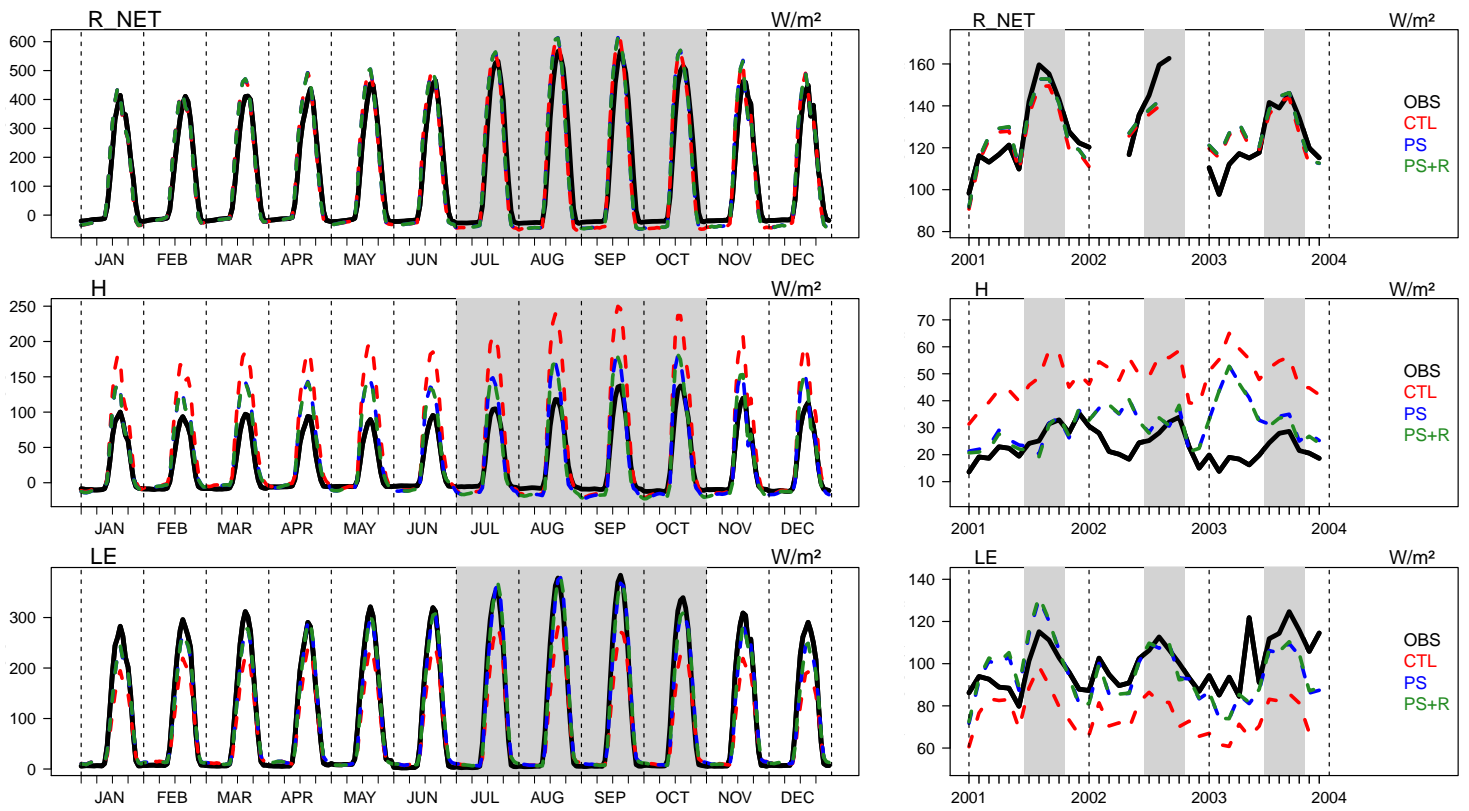 R_NET W/m²
600
500
400
300
200
100
0
JAN FEB MAR APR MAY JUN JUL AUG SEP OCT NOV DEC
R_NET W/m²
160
140
120
100
80
2001 2002 2003 2004
OBS
CTL
PS
PS+R
H W/m²
250
200
150
100
50
0
JAN FEB MAR APR MAY JUN JUL AUG SEP OCT NOV DEC
H W/m²
70
60
50
40
30
20
10
2001 2002 2003 2004
OBS
CTL
PS
PS+R
LE W/m²
300
200
100
0
JAN FEB MAR APR MAY JUN JUL AUG SEP OCT NOV DEC
LE W/m²
140
120
100
80
60
2001 2002 2003 2004
OBS
CTL
PS
PS+R